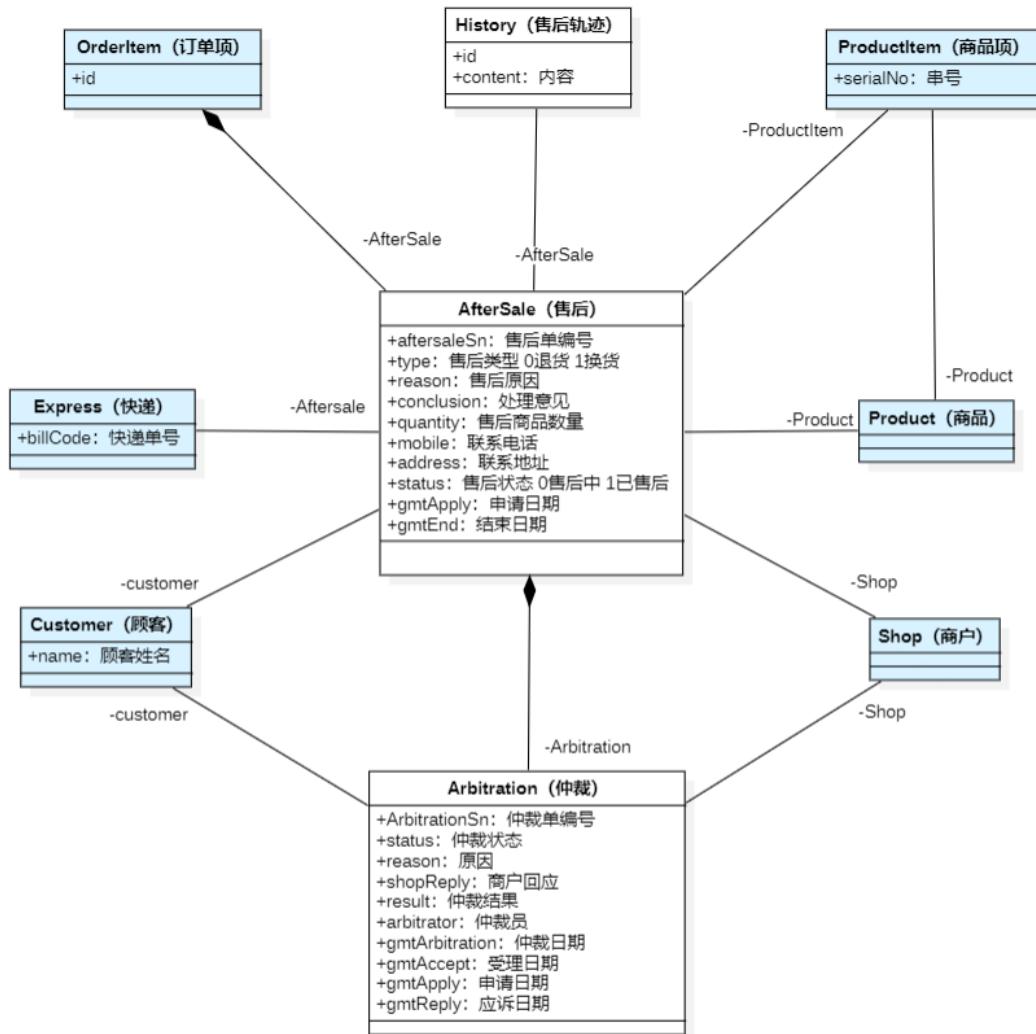 OrderItem（订单项）
+id
History（售后轨迹）
+id
+content：内容
ProductItem（商品项）
+serialNo：串号
-ProductItem
-AfterSale
-AfterSale
AfterSale（售后）
+aftersaleSn：售后单编号
+type：售后类型 0退货 1换货
+reason：售后原因
+conclusion：处理意见
+quantity：售后商品数量
+mobile：联系电话
+address：联系地址
+status：售后状态 0售后中 1已售后
+gmtApply：申请日期
+gmtEnd：结束日期
Express（快递）
+billCode：快递单号
-Aftersale
-Product
-Product
Product（商品）
-customer
-Shop
Customer（顾客）
+name：顾客姓名
Shop（商户）
-customer
-Shop
-Arbitration
Arbitration（仲裁）
+ArbitrationSn：仲裁单编号
+status：仲裁状态
+reason：原因
+shopReply：商户回应
+result：仲裁结果
+arbitrator：仲裁员
+gmtArbitration：仲裁日期
+gmtAccept：受理日期
+gmtApply：申请日期
+gmtReply：应诉日期